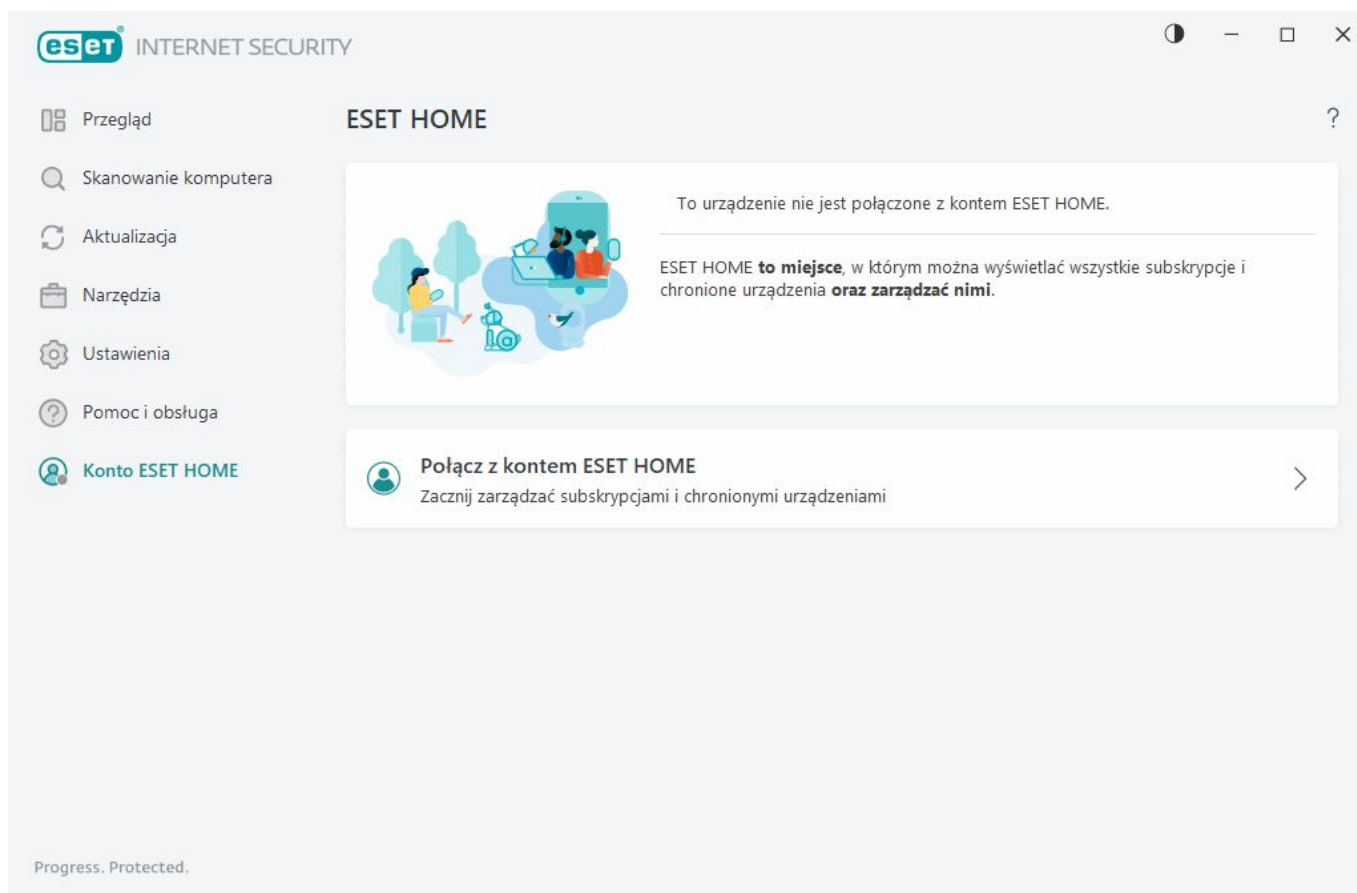 eset® INTERNET SECURITY
Przegląd
Skanowanie komputera
Aktualizacja
Narzędzia
Ustawienia
Pomoc i obsługa
Konto ESET HOME
ESET HOME
?
To urządzenie nie jest połączone z kontem ESET HOME.
ESET HOME to miejsce, w którym można wyświetlać wszystkie subskrypcje i
chronione urządzenia oraz zarządzać nimi.
Połącz z kontem ESET HOME
Zacznij zarządzać subskrypcjami i chronionymi urządzeniami
Progress. Protected.